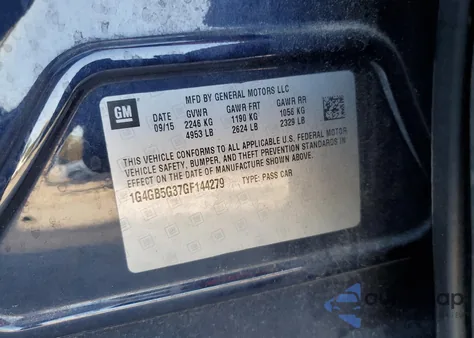 MFD BY GENERAL MOTORS LLC
GM
DATE GVWR GAWR FRT GAWR RR
09/15 2246 KG 1190 KG 1056 KG
4953 LB 2624 LB 2329 LB
THIS VEHICLE CONFORMS TO ALL APPLICABLE U.S. FEDERAL MOTOR
VEHICLE SAFETY, BUMPER, AND THEFT PREVENTION STANDARDS IN
EFFECT ON THE DATE OF MANUFACTURE SHOWN ABOVE.
1G4GB5G37GF144279 TYPE: PASS CAR